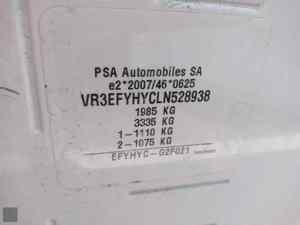 PSA Automobiles SA
e2*2007/46*0625
VR3EFYHYCLN528938
1985 KG
3335 KG
1-1110 KG
2-1075 KG
EFYHYC-G2F021